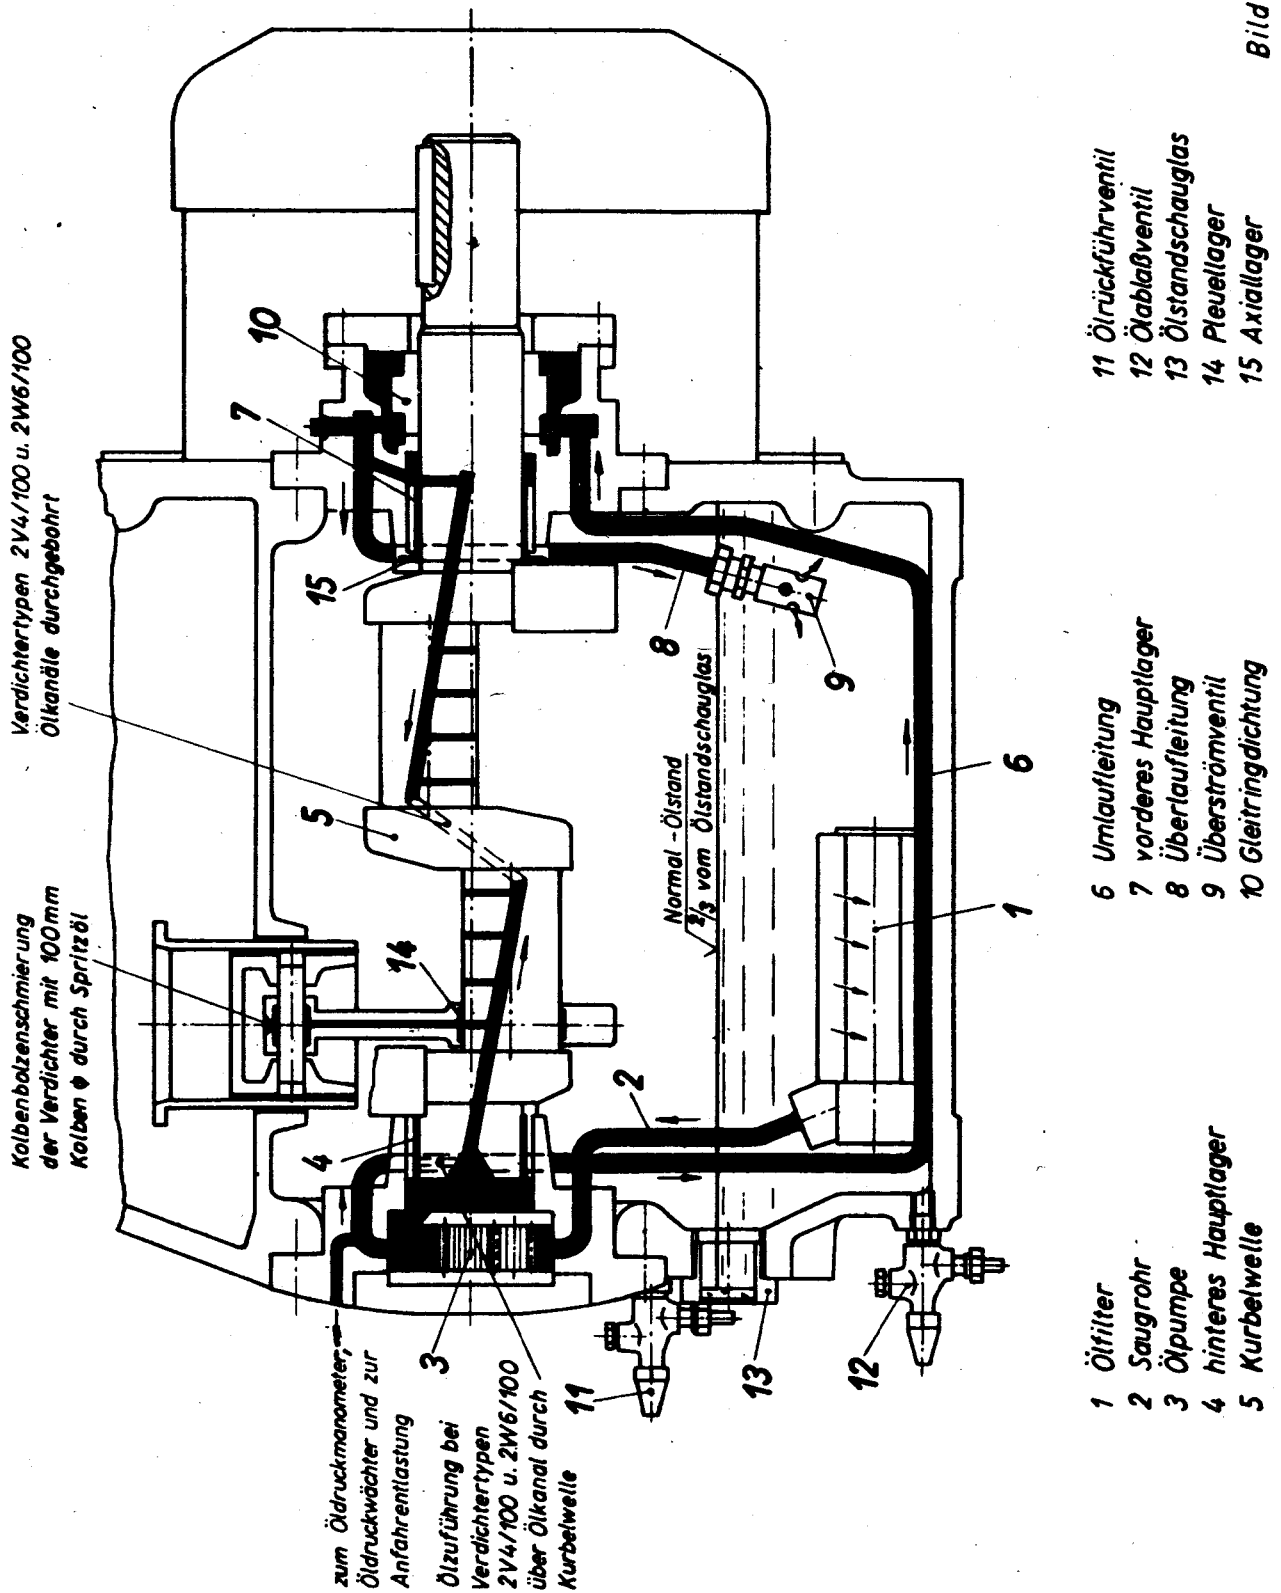 Kolbenbolzenschmierung
der Verdichter mit 100mm
Kolben ϕ durch Spritzöl
Verdichtertypen 2V4/100 u. 2W6/100
Ölkanäle durchgebohrt
zum Öldruckmanometer,
Öldruckwächter und zur
Anfahrentlastung
Ölzuführung bei
Verdichtertypen
2V4/100 u. 2W6/100
über Ölkanal durch
Kurbelwelle
Normal-Ölstand
2/3 vom Ölstandschauglas
10
7
15
5
14
4
3
2
8
9
6
1
11
13
12
1 Ölfilter
2 Saugrohr
3 Ölpumpe
4 hinteres Hauptlager
5 Kurbelwelle
6 Umlaufleitung
7 vorderes Hauptlager
8 Überlaufleitung
9 Überströmventil
10 Gleitringdichtung
11 Ölrückführventil
12 Ölablaßventil
13 Ölstandschauglas
14 Pleuellager
15 Axiallager
Bild